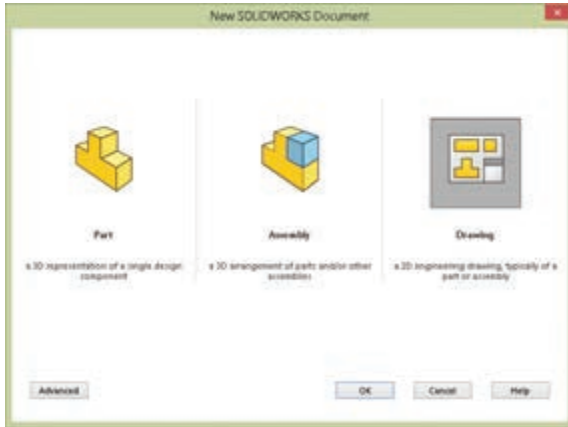 New SOLIDWORKS Document
Part
Assembly
Drawing
a 3D representation of a single design
component
a 3D arrangement of parts and/or other
assemblies
a 2D engineering drawing, typically of a
part or assembly
Advanced
OK
Cancel
Help